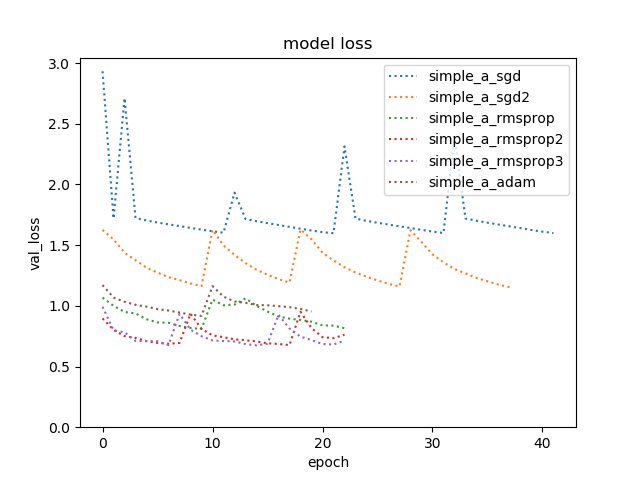 model loss
3.0
2.5
2.0
1.5
1.0
0.5
0.0
val_loss
simple_a_sgd
simple_a_sgd2
simple_a_rmsprop
simple_a_rmsprop2
simple_a_rmsprop3
simple_a_adam
0 10 20 30 40
epoch